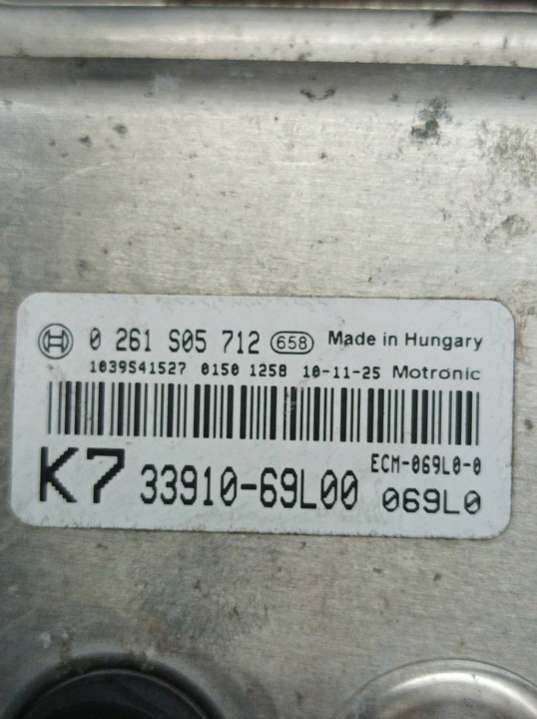 0 261 S05 712 658 Made in Hungary
1039S41527 0150 1258 10-11-25 Motronic
ECM-069L0-0
K7 33910-69L00 069L0